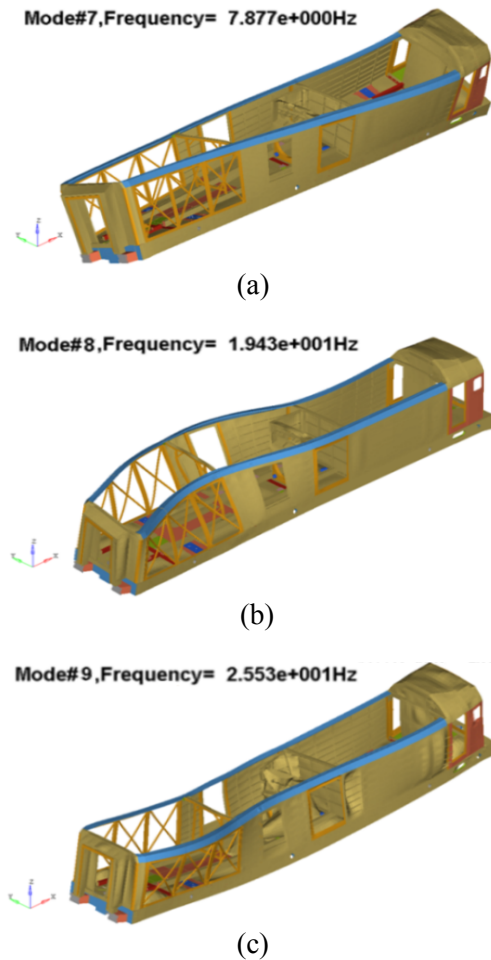 Mode#7,Frequency= 7.877e+000Hz
Z
Y
X
(a)
Mode#8,Frequency= 1.943e+001Hz
Z
Y
X
(b)
Mode#9,Frequency= 2.553e+001Hz
Z
Y
X
(c)